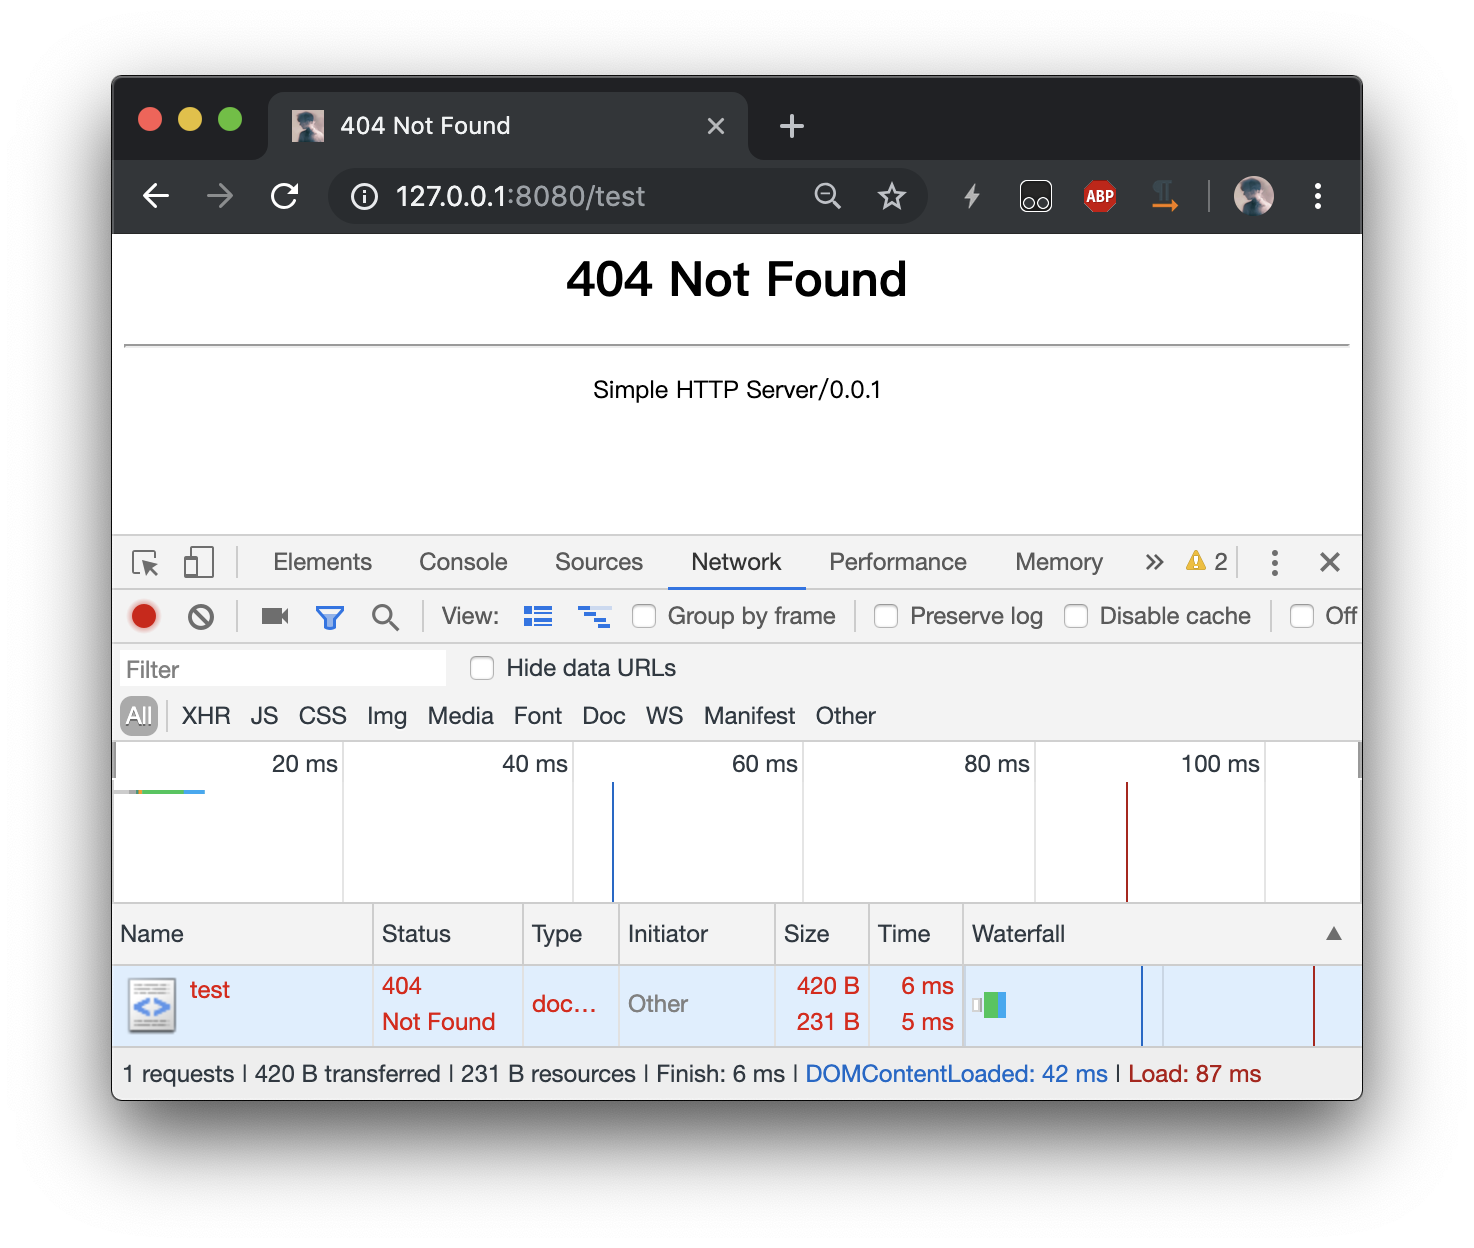 404 Not Found
127.0.0.1:8080/test
ABP
404 Not Found
Simple HTTP Server/0.0.1
Elements Console Sources Network Performance Memory 2
View: Group by frame Preserve log Disable cache Off
Filter Hide data URLs
All XHR JS CSS Img Media Font Doc WS Manifest Other
20 ms 40 ms 60 ms 80 ms 100 ms
Name Status Type Initiator Size Time Waterfall
test 404 doc... Other 420 B 6 ms
Not Found 231 B 5 ms
1 requests | 420 B transferred | 231 B resources | Finish: 6 ms | DOMContentLoaded: 42 ms | Load: 87 ms